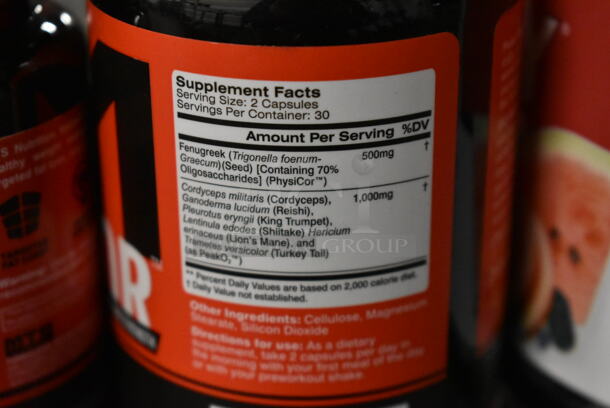 Supplement Facts
Serving Size: 2 Capsules
Servings Per Container: 30
Amount Per Serving %DV
Fenugreek (Trigonella foenum- 500mg †
Graecum)(Seed) [Containing 70%
Oligosaccharides] (PhysiCor™)
Cordyceps militaris (Cordyceps), 1,000mg †
Ganoderma lucidum (Reishi),
Pleurotus eryngii (King Trumpet),
Lentinula edodes (Shiitake) Hericium
erinaceus (Lion's Mane), and
Trametes versicolor (Turkey Tail)
(as PeakO₂™)
** Percent Daily Values are based on 2,000 calorie diet.
† Daily Value not established.
Other Ingredients: Cellulose, Magnesium
Stearate, Silicon Dioxide
Directions for use: As a dietary
supplement, take 2 capsules per day in
the morning with your first meal of the day
or with your preworkout shake.
GROUP